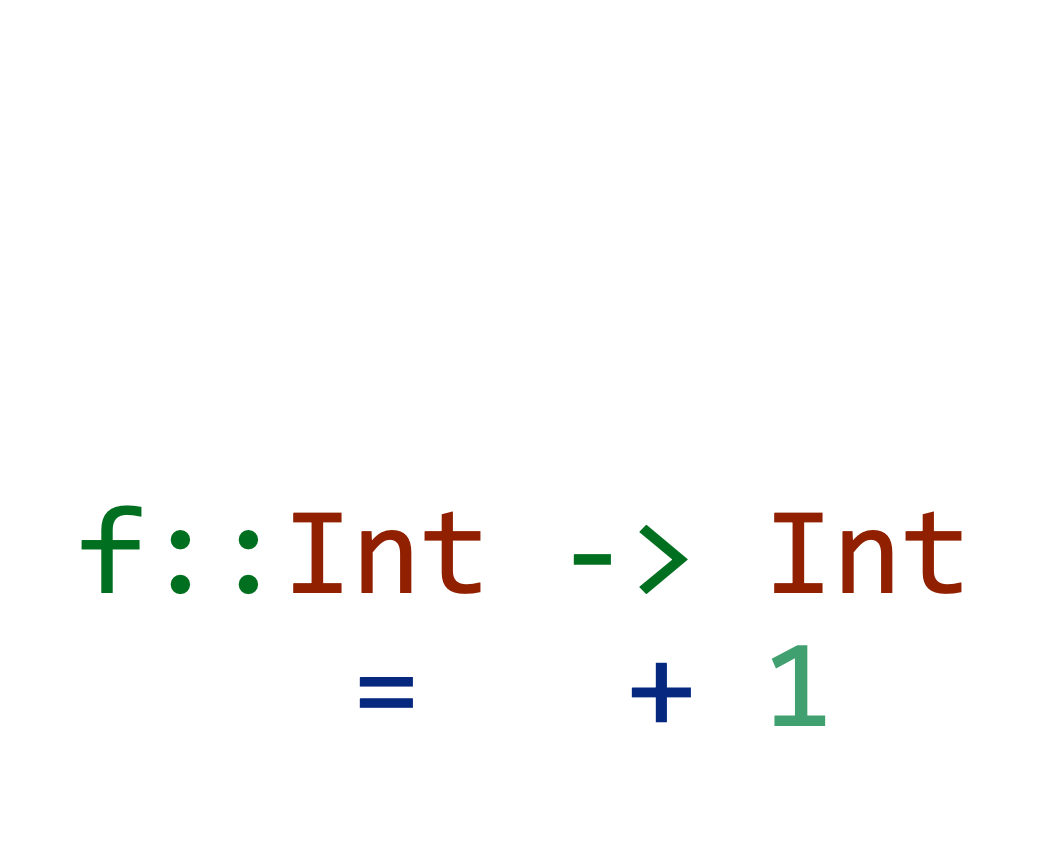 f::Int -> Int
= + 1